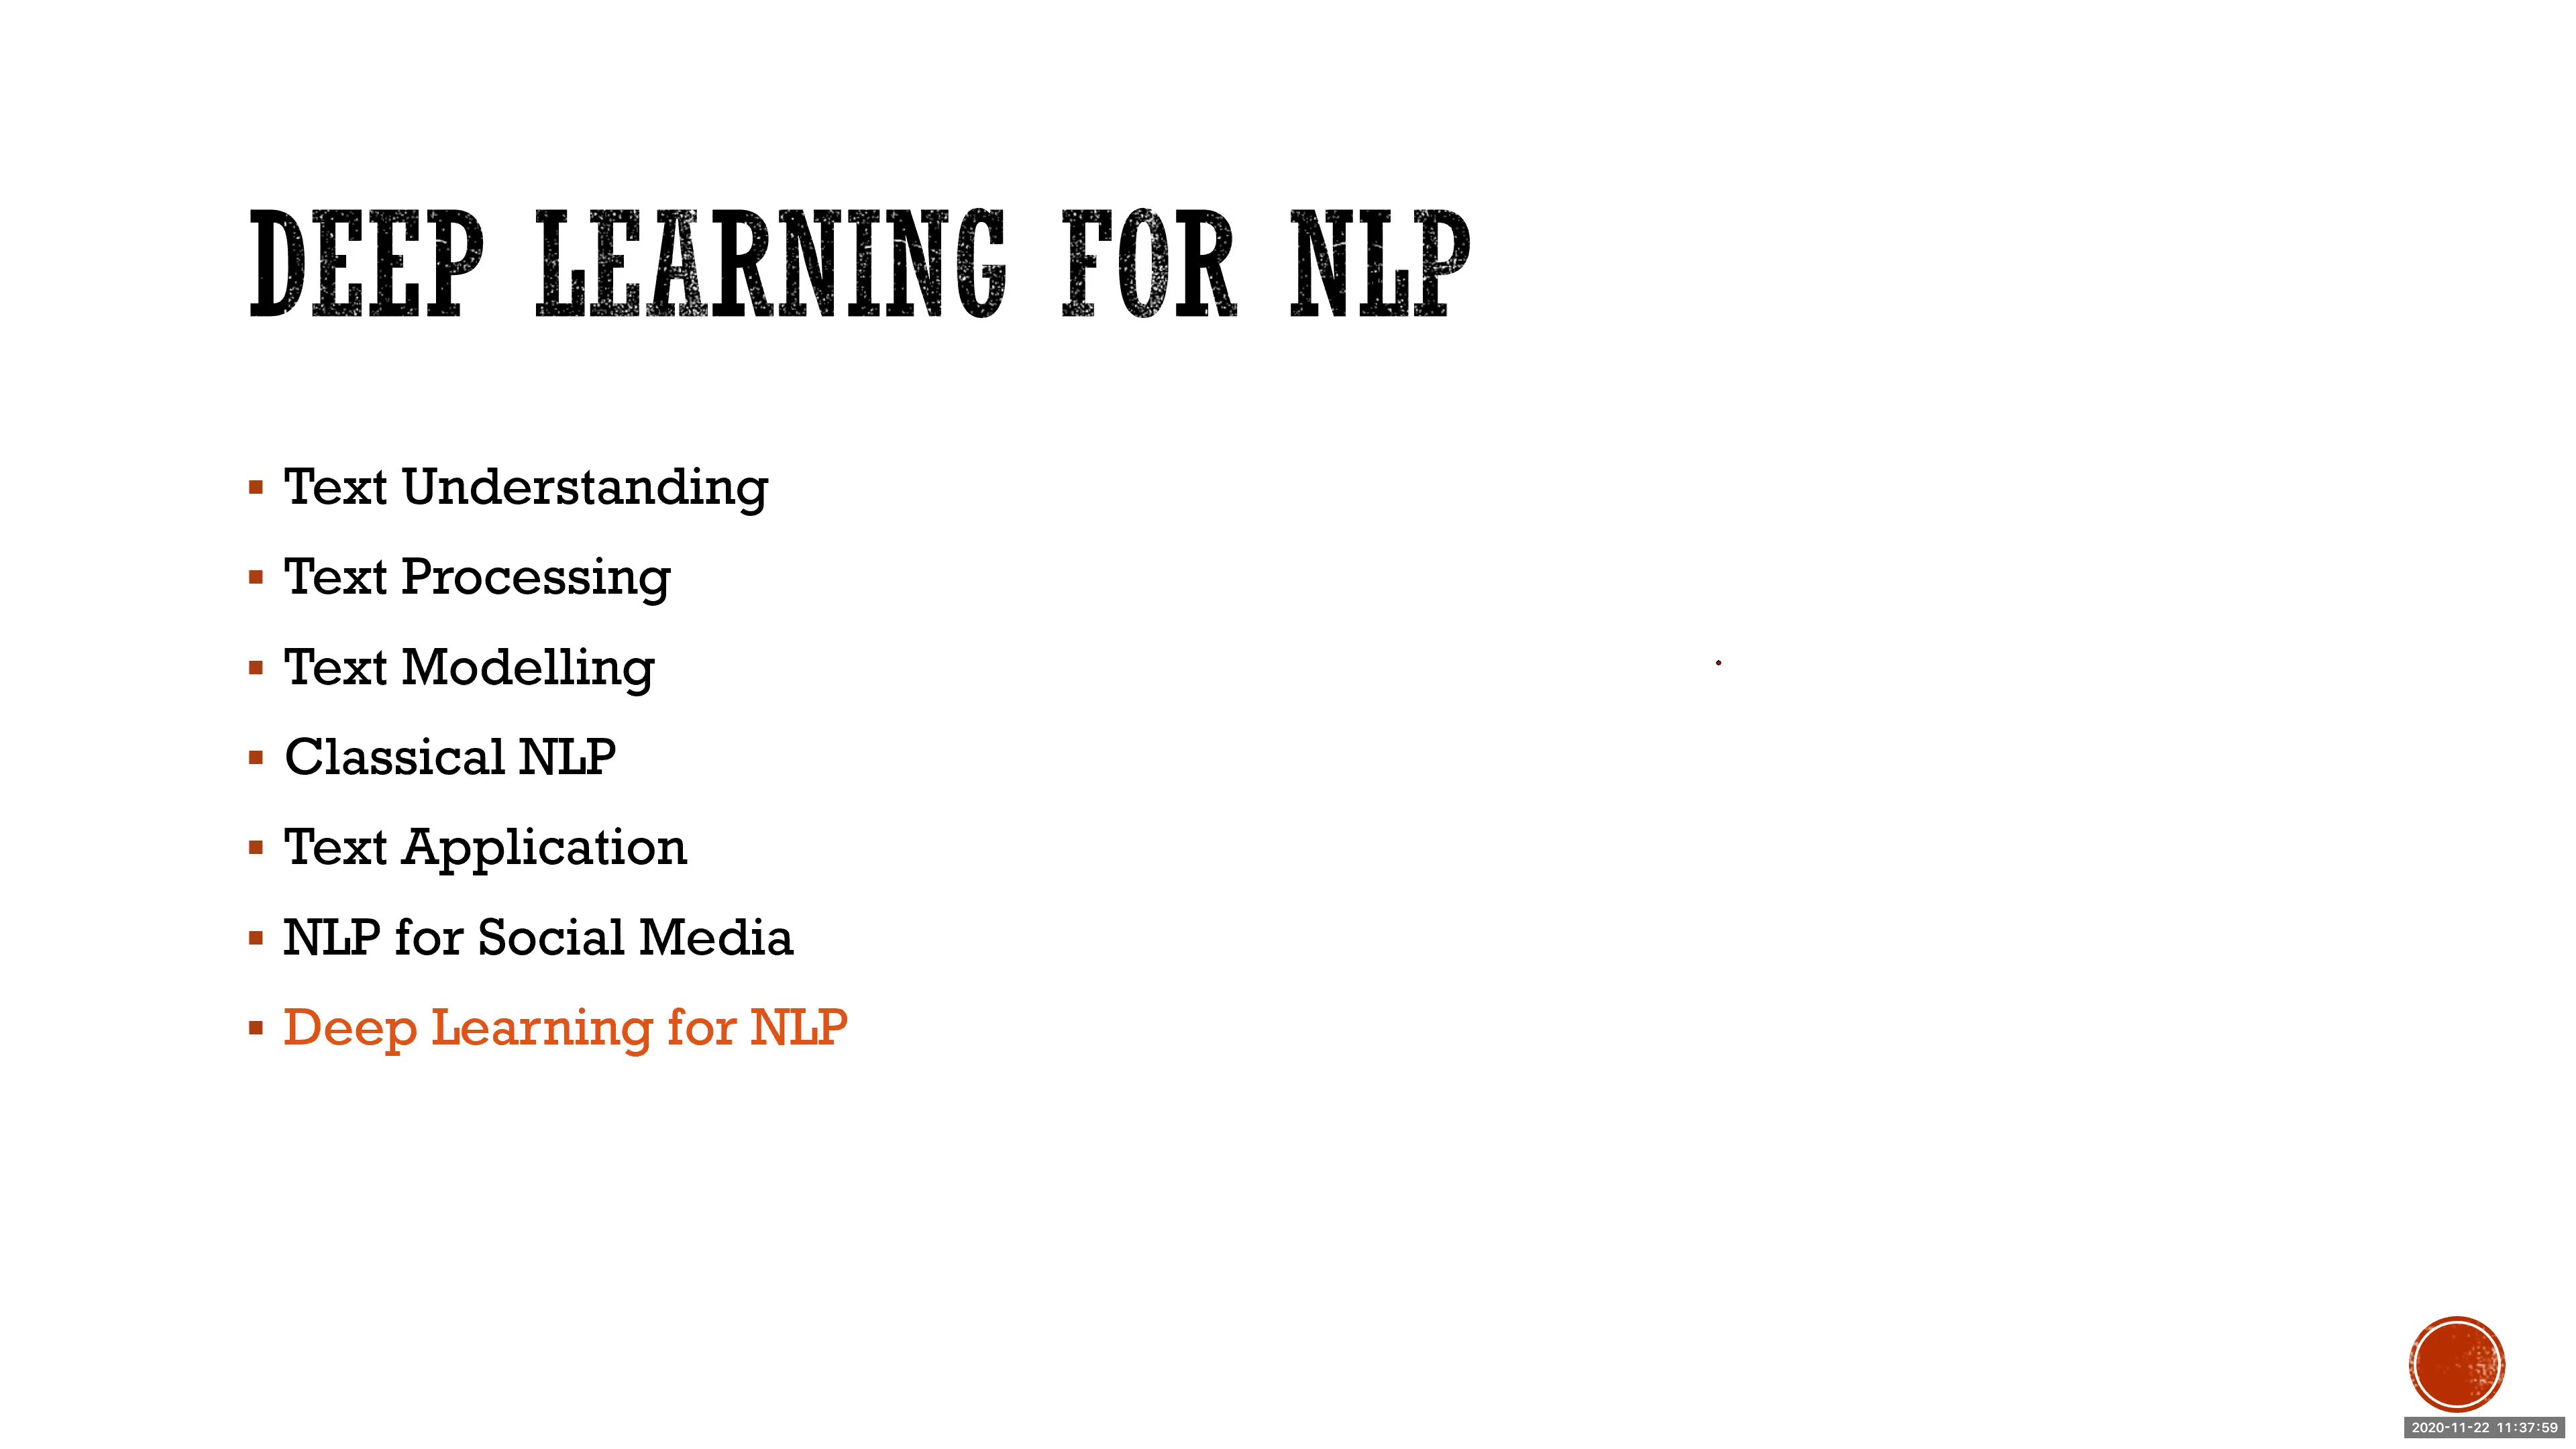 DEEP LEARNING FOR NLP
Text Understanding
Text Processing
Text Modelling
Classical NLP
Text Application
NLP for Social Media
Deep Learning for NLP
2020-11-22 11:37:59